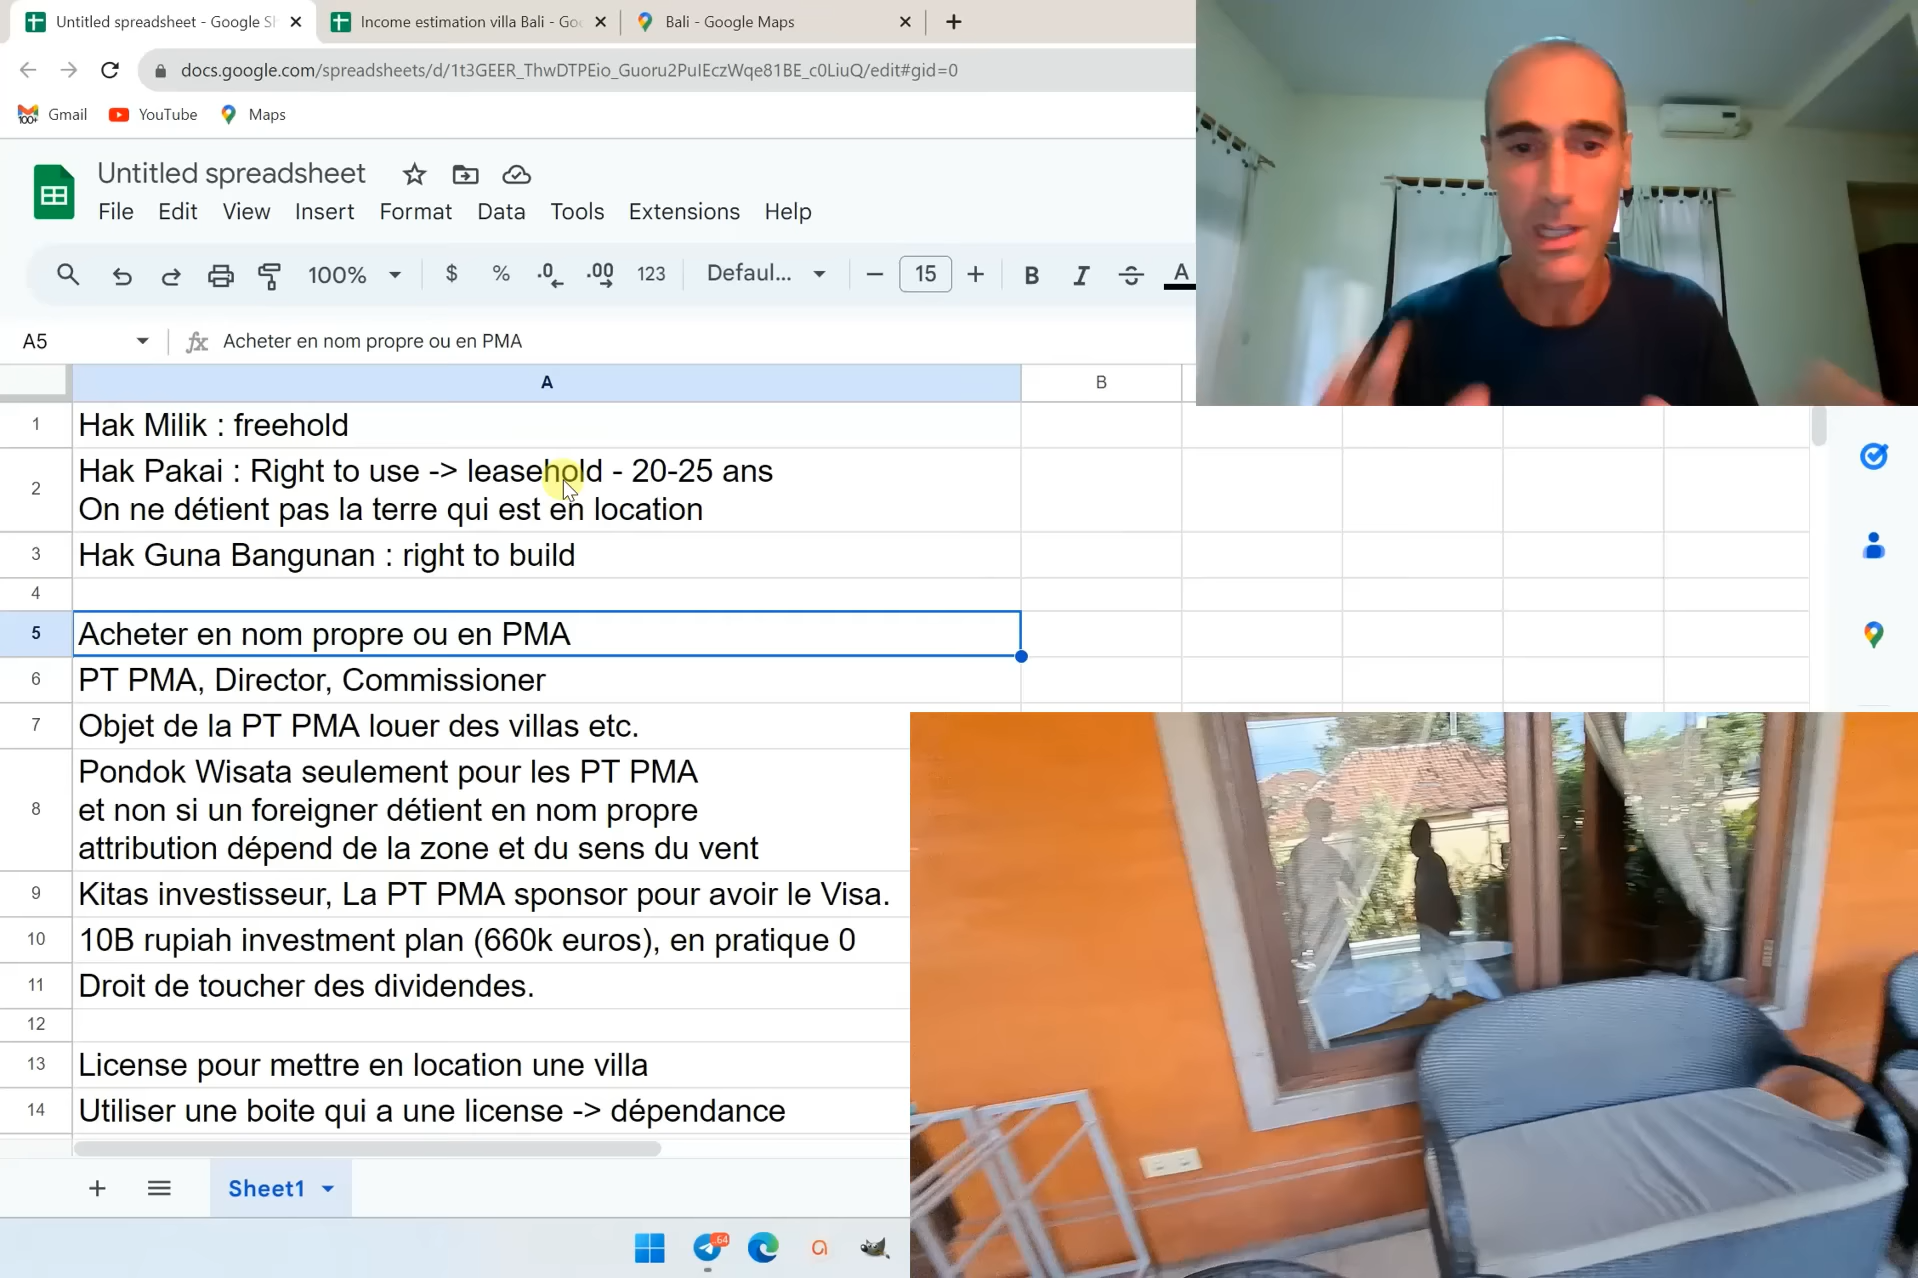 Untitled spreadsheet - Google Sh
Income estimation villa Bali - Goo
Bali - Google Maps
docs.google.com/spreadsheets/d/1t3GEER_ThwDTPEio_Guoru2PuIEczWqe81BE_c0LiuQ/edit#gid=0
100+
Gmail
YouTube
Maps
Untitled spreadsheet
File Edit View Insert Format Data Tools Extensions Help
100% $ % .0 .00 123 Defaul... 15 B I S A
A5 fx Acheter en nom propre ou en PMA
A B
1 Hak Milik : freehold
2 Hak Pakai : Right to use -> leasehold - 20-25 ans
On ne détient pas la terre qui est en location
3 Hak Guna Bangunan : right to build
4
5 Acheter en nom propre ou en PMA
6 PT PMA, Director, Commissioner
7 Objet de la PT PMA louer des villas etc.
8 Pondok Wisata seulement pour les PT PMA
et non si un foreigner détient en nom propre
attribution dépend de la zone et du sens du vent
9 Kitas investisseur, La PT PMA sponsor pour avoir le Visa.
10 10B rupiah investment plan (660k euros), en pratique 0
11 Droit de toucher des dividendes.
12
13 License pour mettre en location une villa
14 Utiliser une boite qui a une license -> dépendance
Sheet1
64